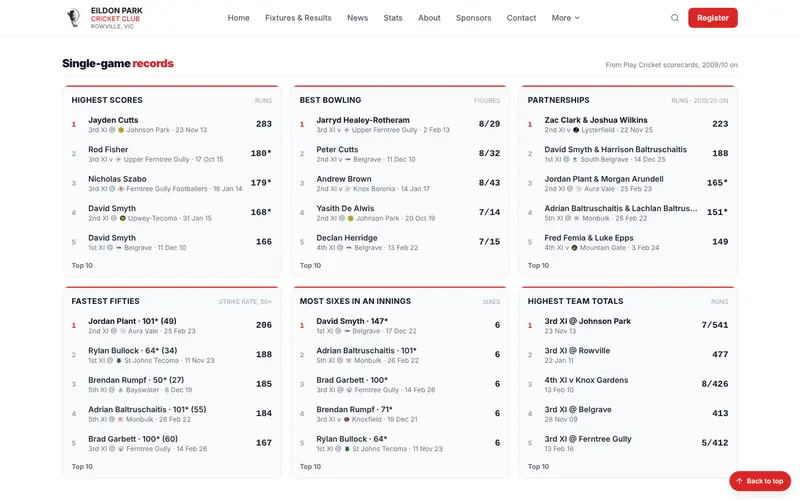 EILDON PARK
CRICKET CLUB
ROWVILLE, VIC
Home Fixtures & Results News Stats About Sponsors Contact More Register
Single-game records
From Play Cricket scorecards, 2009/10 on
HIGHEST SCORES RUNS
1 Jayden Cutts 283
3rd XI @ Johnson Park · 23 Nov 13
2 Rod Fisher 180*
3rd XI v Upper Ferntree Gully · 17 Oct 15
3 Nicholas Szabo 179*
3rd XI @ Ferntree Gully Footballers · 18 Jan 14
4 David Smyth 168*
2nd XI @ Upwey-Tecoma · 31 Jan 15
5 David Smyth 166
1st XI @ Belgrave · 11 Dec 10
Top 10
BEST BOWLING FIGURES
1 Jarryd Healey-Rotheram 8/29
3rd XI v Upper Ferntree Gully · 2 Feb 13
2 Peter Cutts 8/32
2nd XI v Belgrave · 11 Dec 10
3 Andrew Brown 8/43
2nd XI v Knox Boronia · 14 Jan 17
4 Yasith De Alwis 7/14
2nd XI @ Johnson Park · 20 Oct 19
5 Declan Herridge 7/15
4th XI @ Belgrave · 13 Feb 22
Top 10
PARTNERSHIPS RUNS · 2019/20 ON
1 Zac Clark & Joshua Wilkins 223
2nd XI v Lysterfield · 22 Nov 25
2 David Smyth & Harrison Baltruschaitis 188
1st XI @ South Belgrave · 14 Dec 25
3 Jordan Plant & Morgan Arundell 165*
2nd XI @ Aura Vale · 25 Feb 23
4 Adrian Baltruschaitis & Lachlan Baltrus... 151*
5th XI @ Monbulk · 26 Feb 22
5 Fred Femia & Luke Epps 149
4th XI v Mountain Gate · 3 Feb 24
Top 10
FASTEST FIFTIES STRIKE RATE, 50+
1 Jordan Plant · 101* (49) 206
2nd XI @ Aura Vale · 25 Feb 23
2 Rylan Bullock · 64* (34) 188
1st XI @ St Johns Tecoma · 11 Nov 23
3 Brendan Rumpf · 50* (27) 185
5th XI @ Bayswater · 8 Dec 19
4 Adrian Baltruschaitis · 101* (55) 184
5th XI @ Monbulk · 26 Feb 22
5 Brad Garbett · 100* (60) 167
3rd XI @ Ferntree Gully · 14 Feb 26
Top 10
MOST SIXES IN AN INNINGS SIXES
1 David Smyth · 147* 6
1st XI @ Belgrave · 17 Dec 22
2 Adrian Baltruschaitis · 101* 6
5th XI @ Monbulk · 26 Feb 22
3 Brad Garbett · 100* 6
3rd XI @ Ferntree Gully · 14 Feb 26
4 Brendan Rumpf · 71* 6
3rd XI v Knoxfield · 19 Dec 21
5 Rylan Bullock · 64* 6
1st XI @ St Johns Tecoma · 11 Nov 23
Top 10
HIGHEST TEAM TOTALS RUNS
1 3rd XI @ Johnson Park 7/541
23 Nov 13
2 3rd XI @ Rowville 477
22 Jan 11
3 4th XI v Knox Gardens 8/426
13 Feb 10
4 3rd XI @ Belgrave 413
28 Nov 09
5 3rd XI @ Ferntree Gully 5/412
13 Feb 16
Top 10
Back to top